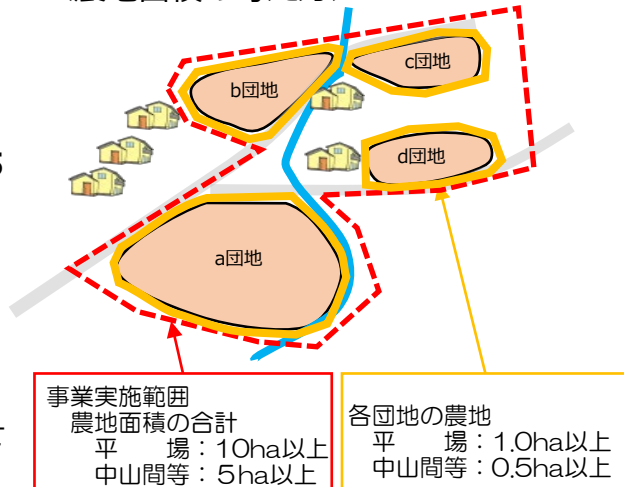 b団地
c団地
d団地
a団地
事業実施範囲
農地面積の合計
平　　場：10ha以上
中山間等：５ha以上
各団地の農地
平　　場：1.0ha以上
中山間等：0.5ha以上